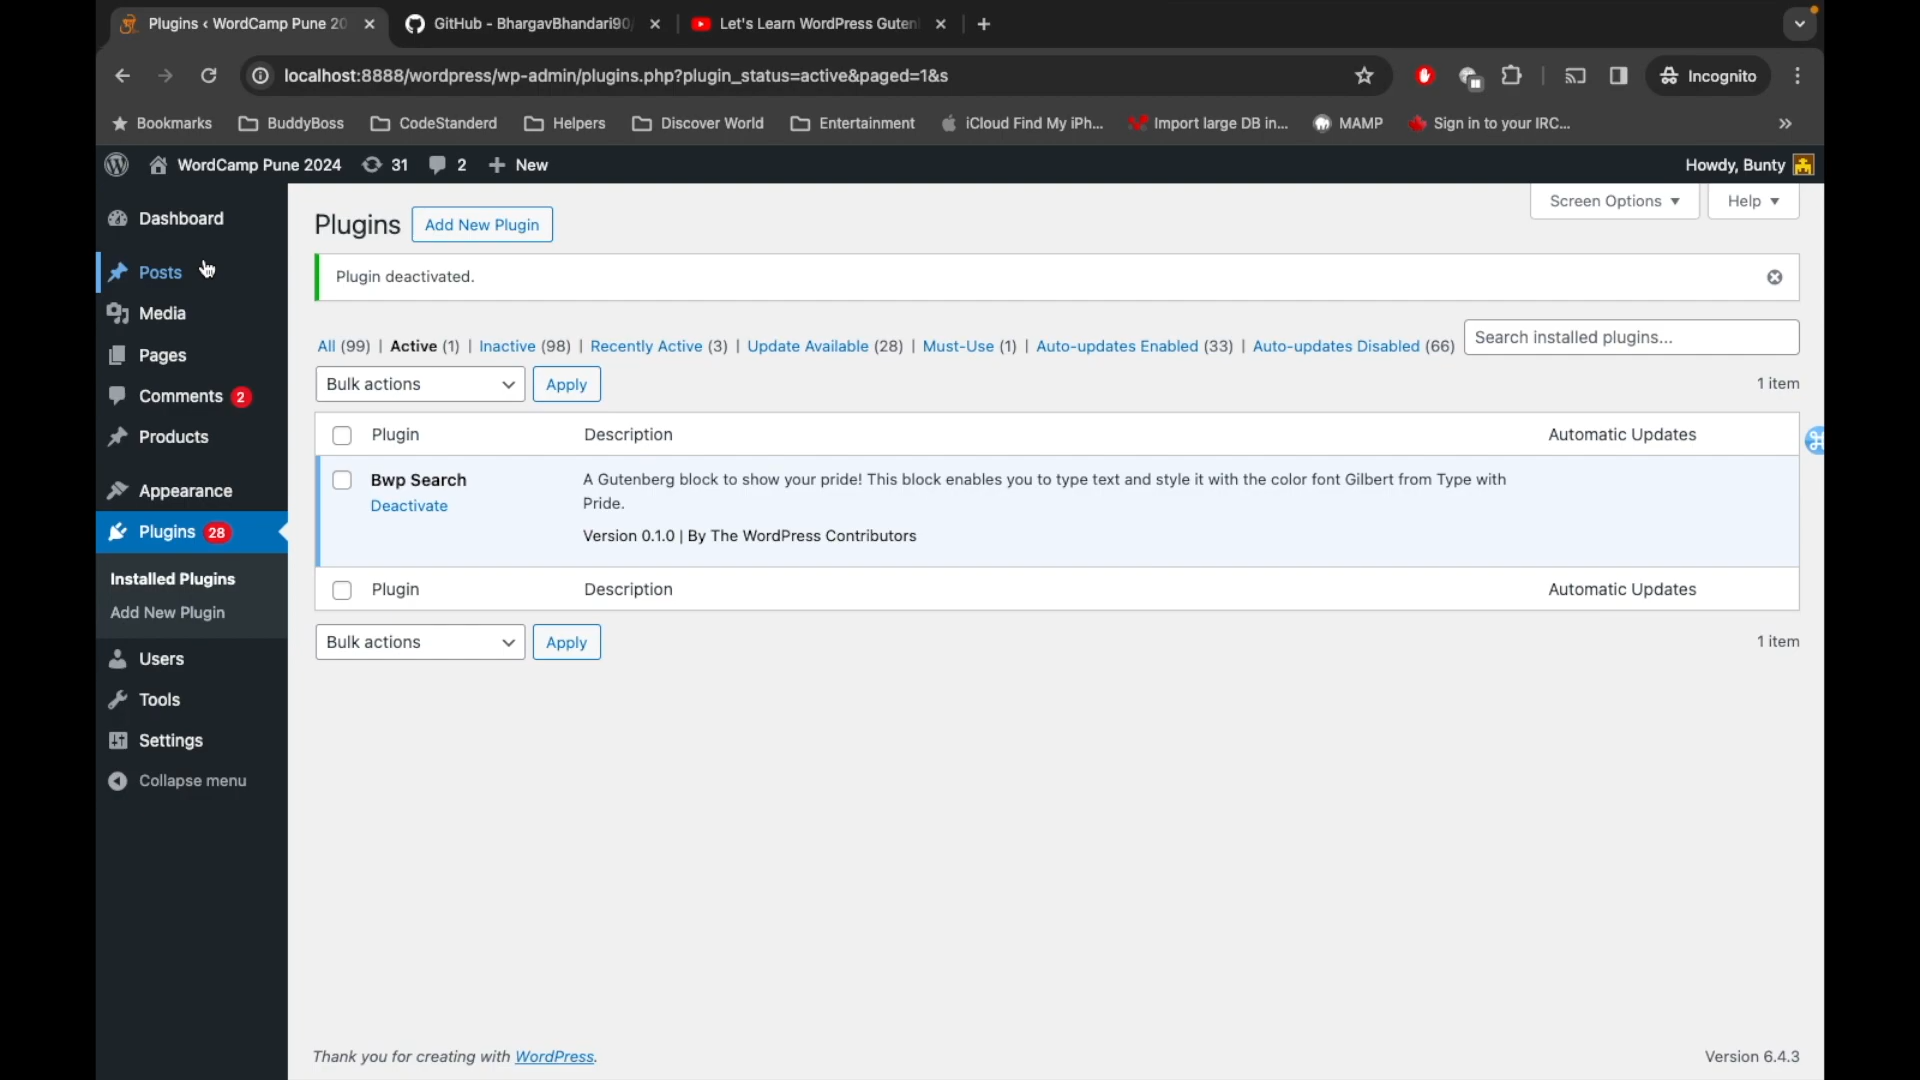 Plugins ‹ WordCamp Pune 20
GitHub - BhargavBhandari90/
Let's Learn WordPress Guten
localhost:8888/wordpress/wp-admin/plugins.php?plugin_status=active&paged=1&s
Incognito
Bookmarks
BuddyBoss
CodeStanderd
Helpers
Discover World
Entertainment
iCloud Find My iPh...
Import large DB in...
MAMP
Sign in to your IRC...
WordCamp Pune 2024
31
2
New
Howdy, Bunty
Dashboard
Posts
Media
Pages
Comments 2
Products
Appearance
Plugins 28
Installed Plugins
Add New Plugin
Users
Tools
Settings
Collapse menu
Screen Options
Help
Plugins
Add New Plugin
Plugin deactivated.
All (99) | Active (1) | Inactive (98) | Recently Active (3) | Update Available (28) | Must-Use (1) | Auto-updates Enabled (33) | Auto-updates Disabled (66)
Search installed plugins...
Bulk actions
Apply
1 item
Plugin
Description
Automatic Updates
Bwp Search
Deactivate
A Gutenberg block to show your pride! This block enables you to type text and style it with the color font Gilbert from Type with
Pride.
Version 0.1.0 | By The WordPress Contributors
Plugin
Description
Automatic Updates
Bulk actions
Apply
1 item
Thank you for creating with WordPress.
Version 6.4.3